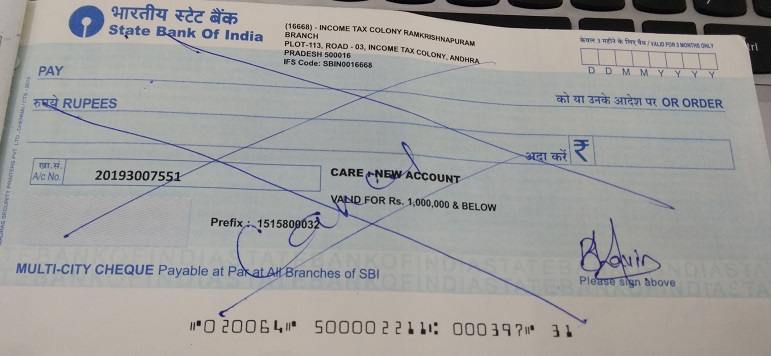 भारतीय स्टेट बैंक
State Bank Of India
(16668) - INCOME TAX COLONY RAMKRISHNAPURAM
BRANCH
PLOT-113, ROAD - 03, INCOME TAX COLONY, ANDHRA
PRADESH 500016
IFS Code: SBIN0016668
केवल 3 महीने के लिए वैध / VALID FOR 3 MONTHS ONLY
D D M M Y Y Y Y
PAY
रुपये RUPEES
को या उनके आदेश पर OR ORDER
अदा करें ₹
खा.सं.
A/c No.
20193007551
CARE :NEW ACCOUNT
VALID FOR Rs. 1,000,000 & BELOW
Prefix : 1515800032
MULTI-CITY CHEQUE Payable at Par at All Branches of SBI
Please sign above
⑈020064⑈ 500002211⑆ 000397⑈ 31